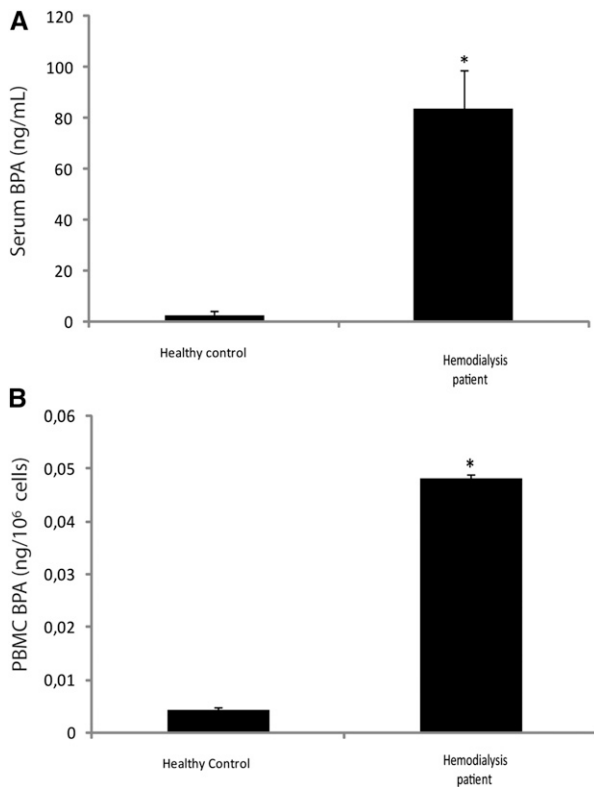 A
120
100
80
60
40
20
0
Serum BPA (ng/mL)
*
Healthy control
Hemodialysis
patient
B
0,06
0,05
0,04
0,03
0,02
0,01
0
PBMC BPA (ng/10⁶ cells)
*
Healthy Control
Hemodialysis
patient